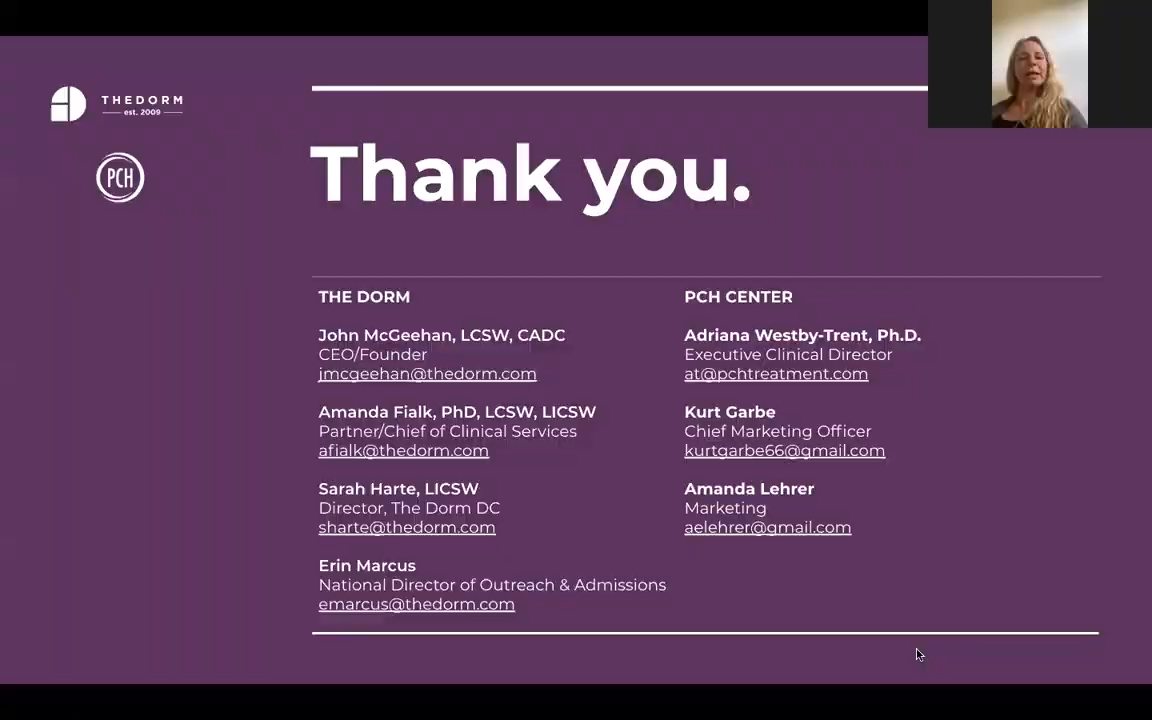 THEDORM
est. 2009
PCH
Thank you.
THE DORM
John McGeehan, LCSW, CADC
CEO/Founder
jmcgeehan@thedorm.com
Amanda Fialk, PhD, LCSW, LICSW
Partner/Chief of Clinical Services
afialk@thedorm.com
Sarah Harte, LICSW
Director, The Dorm DC
sharte@thedorm.com
Erin Marcus
National Director of Outreach & Admissions
emarcus@thedorm.com
PCH CENTER
Adriana Westby-Trent, Ph.D.
Executive Clinical Director
at@pchtreatment.com
Kurt Garbe
Chief Marketing Officer
kurtgarbe66@gmail.com
Amanda Lehrer
Marketing
aelehrer@gmail.com